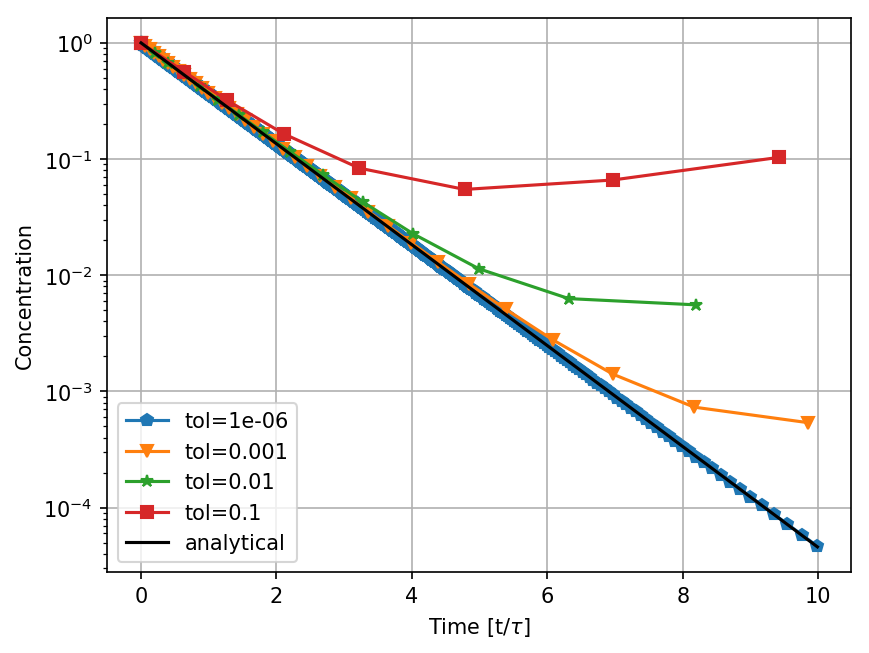 10⁰
10⁻¹
10⁻²
10⁻³
10⁻⁴
Concentration
tol=1e-06
tol=0.001
tol=0.01
tol=0.1
analytical
0 2 4 6 8 10
Time [t/τ]